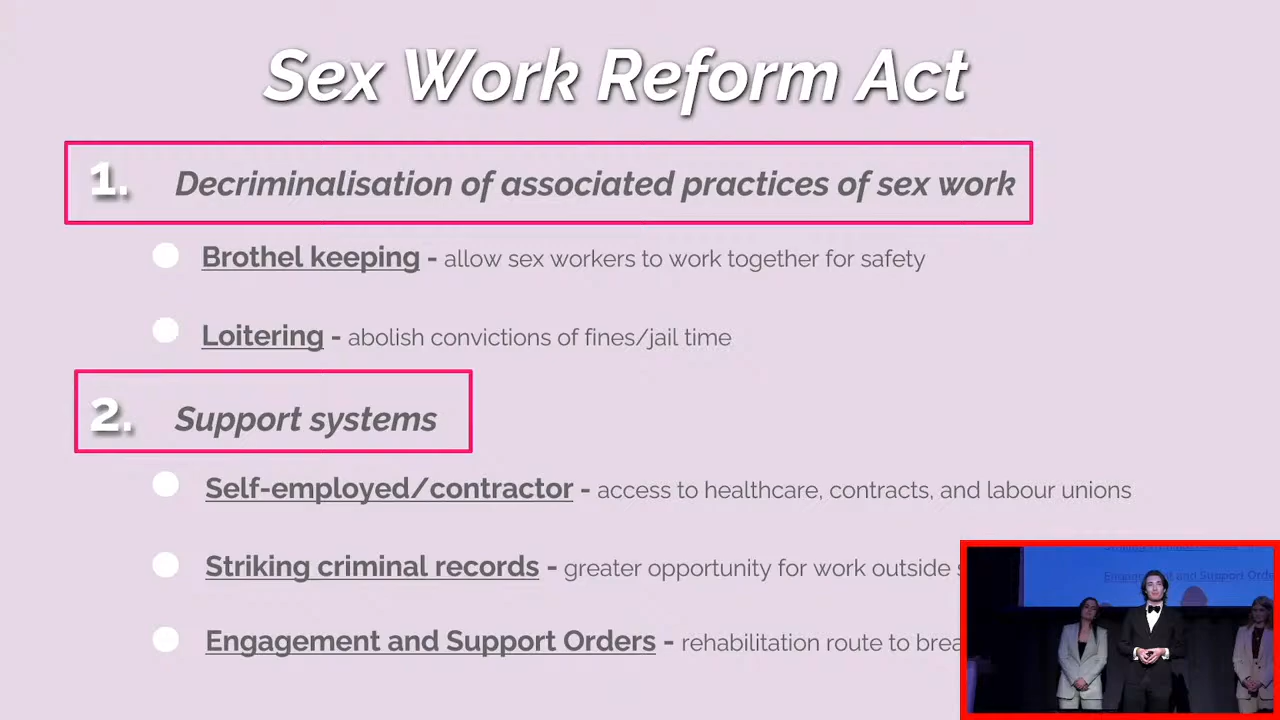 Sex Work Reform Act
1. Decriminalisation of associated practices of sex work
Brothel keeping - allow sex workers to work together for safety
Loitering - abolish convictions of fines/jail time
2. Support systems
Self-employed/contractor - access to healthcare, contracts, and labour unions
Striking criminal records - greater opportunity for work outside
Engagement and Support Orders - rehabilitation route to
Engagement and Support